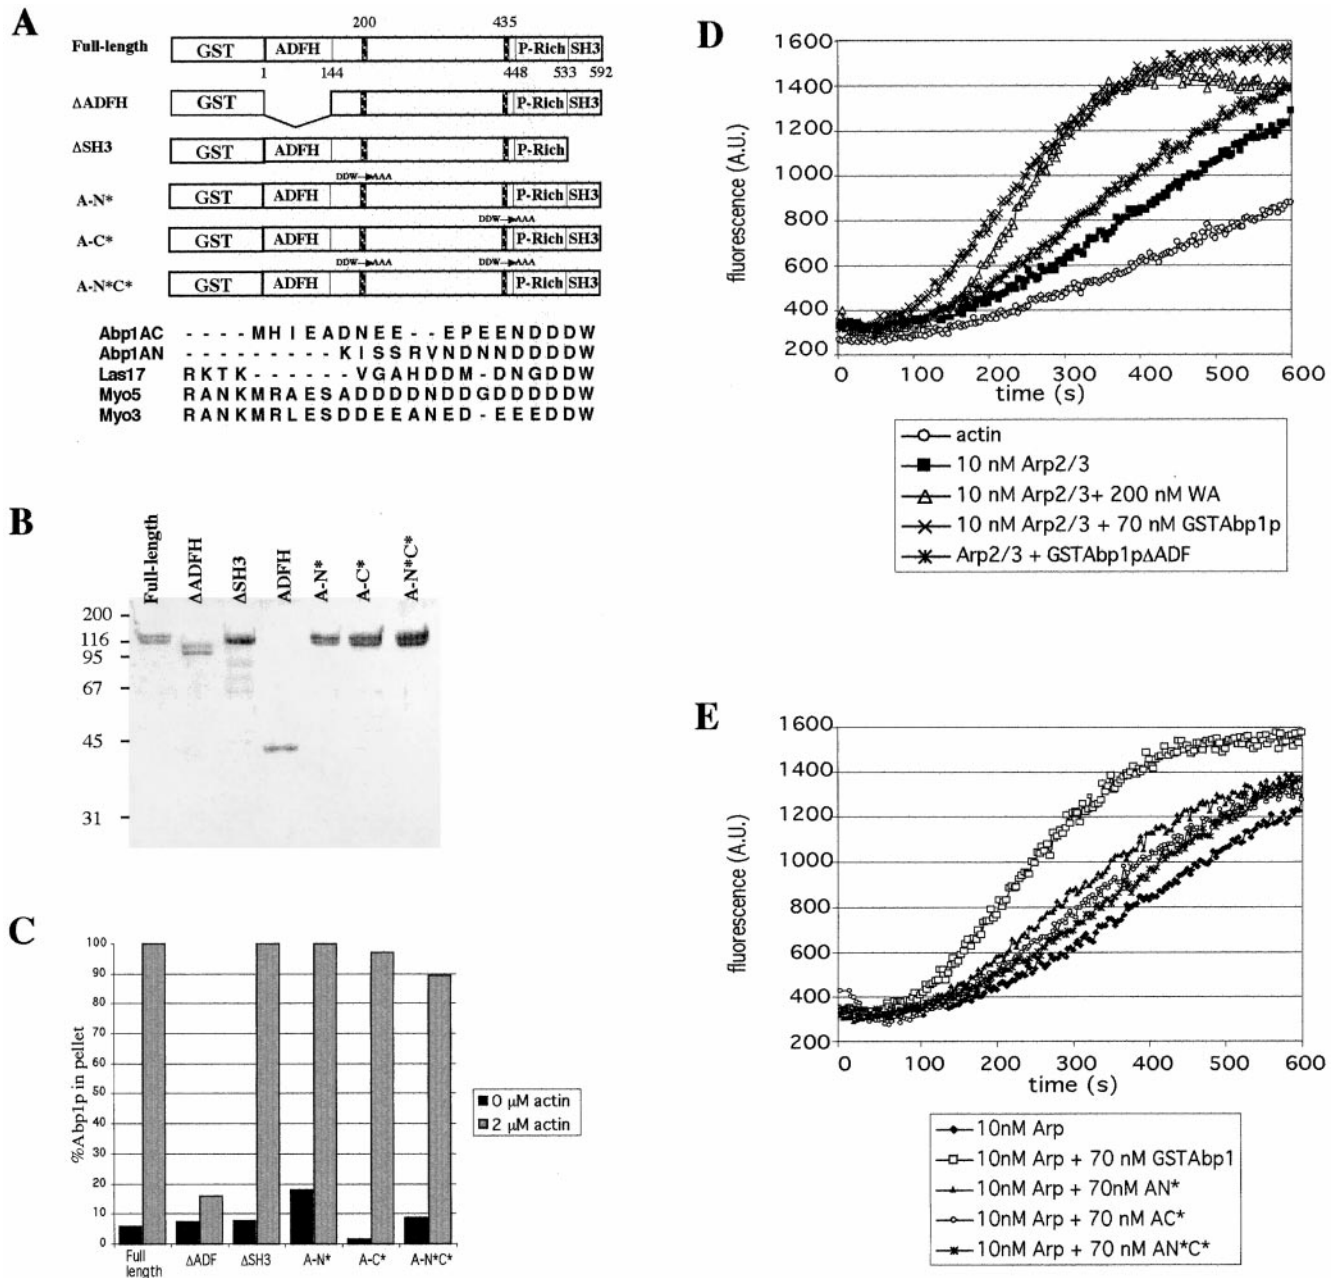 A
200 435
Full-length GST ADFH P-Rich SH3
1 144 448 533 592
ΔADFH GST P-Rich SH3
ΔSH3 GST ADFH P-Rich
DDW→AAA
A-N* GST ADFH P-Rich SH3
DDW→AAA
A-C* GST ADFH P-Rich SH3
DDW→AAA DDW→AAA
A-N*C* GST ADFH P-Rich SH3
Abp1AC - - - - M H I E A D N E E - - E P E E N D D D W
Abp1AN - - - - - - - - - K I S S R V N D N N D D D D W
Las17 R K T K - - - - - - V G A H D D M - D N G D D W
Myo5 R A N K M R A E S A D D D D N D D G D D D D W
Myo3 R A N K M R L E S D D E E A N E D - E E E D D W
B
Full-length
ΔADFH
ΔSH3
ADFH
A-N*
A-C*
A-N*C*
200
116
95
67
45
31
C
%Abp1p in pellet
100
90
80
70
60
50
40
30
20
10
0
Full length
ΔADF
ΔSH3
A-N*
A-C*
A-N*C*
0 μM actin
2 μM actin
D
fluorescence (A.U.)
1600
1400
1200
1000
800
600
400
200
0 100 200 300 400 500 600
time (s)
actin
10 nM Arp2/3
10 nM Arp2/3+ 200 nM WA
10 nM Arp2/3 + 70 nM GSTAbp1p
Arp2/3 + GSTAbp1pΔADF
E
fluorescence (A.U.)
1600
1400
1200
1000
800
600
400
200
0 100 200 300 400 500 600
time (s)
10nM Arp
10nM Arp + 70 nM GSTAbp1
10nM Arp + 70nM AN*
10nM Arp + 70 nM AC*
10nM Arp + 70 nM AN*C*